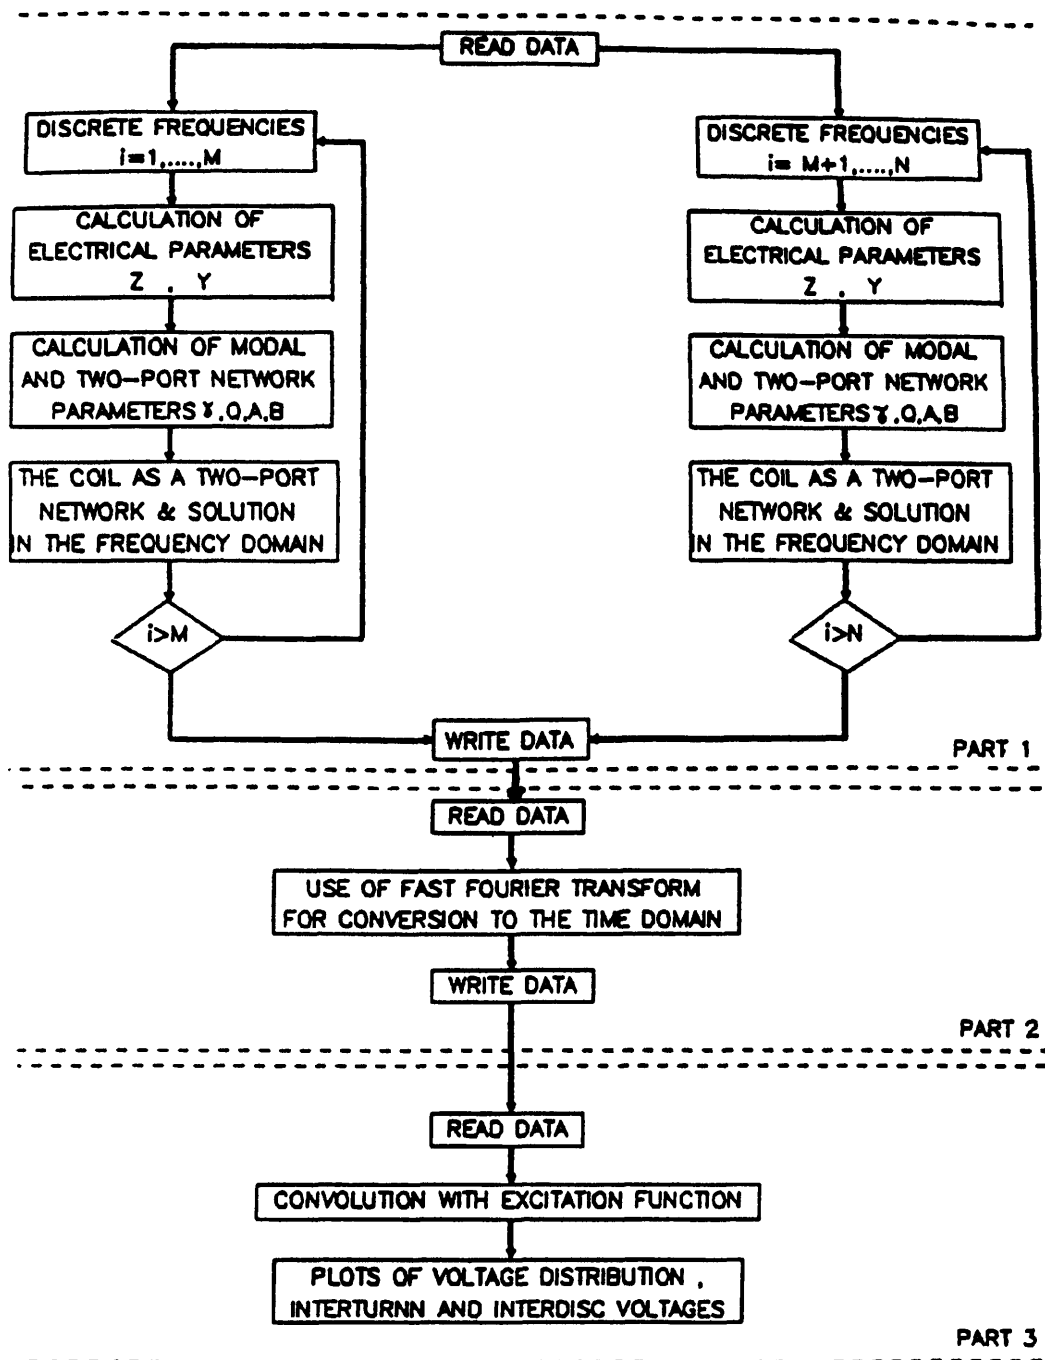 READ DATA
DISCRETE FREQUENCIES
i=1,....,M
CALCULATION OF
ELECTRICAL PARAMETERS
Z , Y
CALCULATION OF MODAL
AND TWO-PORT NETWORK
PARAMETERS γ,Q,A,B
THE COIL AS A TWO-PORT
NETWORK & SOLUTION
IN THE FREQUENCY DOMAIN
i>M
DISCRETE FREQUENCIES
i= M+1,....,N
CALCULATION OF
ELECTRICAL PARAMETERS
Z , Y
CALCULATION OF MODAL
AND TWO-PORT NETWORK
PARAMETERS γ,Q,A,B
THE COIL AS A TWO-PORT
NETWORK & SOLUTION
IN THE FREQUENCY DOMAIN
i>N
WRITE DATA
PART 1
READ DATA
USE OF FAST FOURIER TRANSFORM
FOR CONVERSION TO THE TIME DOMAIN
WRITE DATA
PART 2
READ DATA
CONVOLUTION WITH EXCITATION FUNCTION
PLOTS OF VOLTAGE DISTRIBUTION ,
INTERTURNN AND INTERDISC VOLTAGES
PART 3